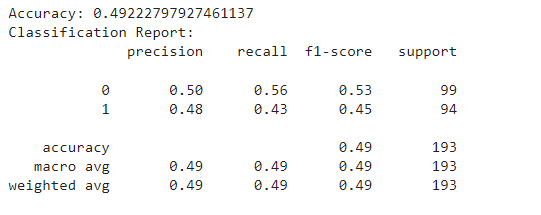 Accuracy: 0.49222797927461137
Classification Report:
              precision    recall  f1-score   support

           0       0.50      0.56      0.53        99
           1       0.48      0.43      0.45        94

    accuracy                           0.49       193
   macro avg       0.49      0.49      0.49       193
weighted avg       0.49      0.49      0.49       193